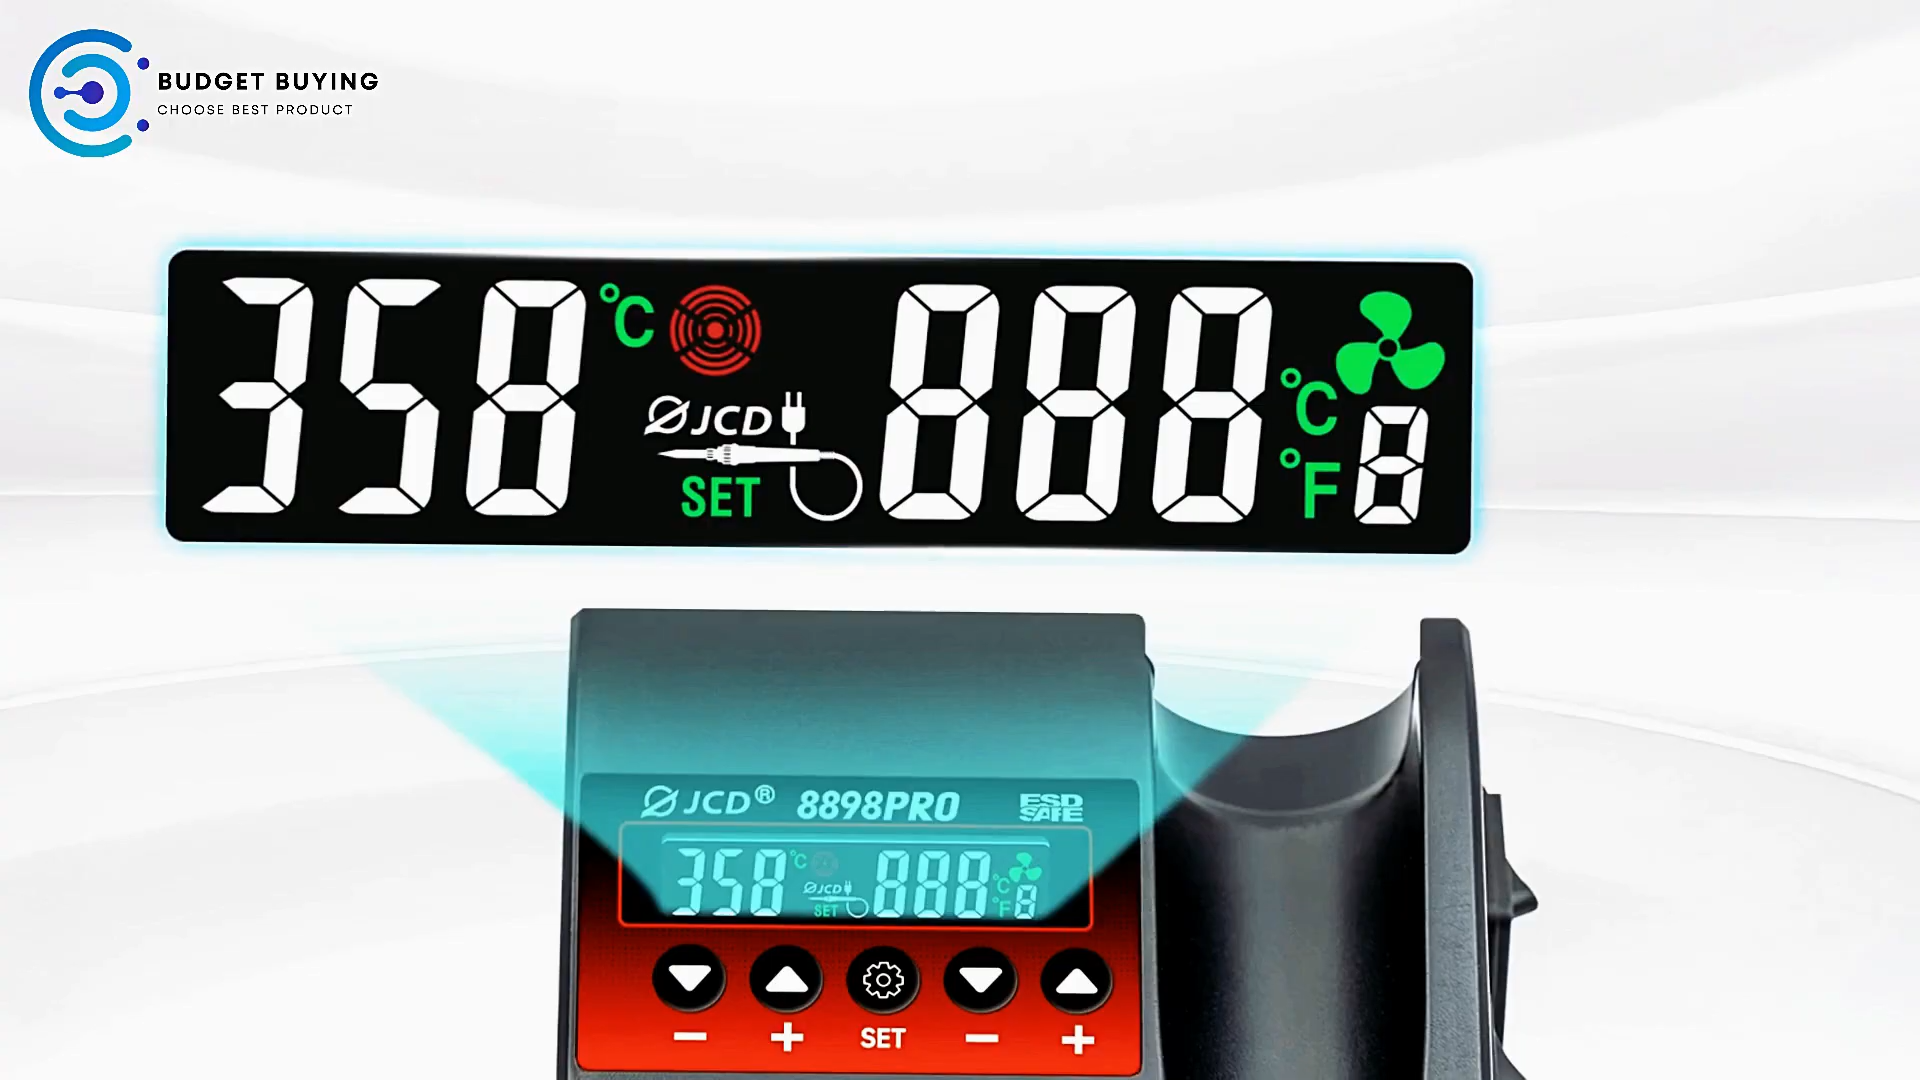 BUDGET BUYING
CHOOSE BEST PRODUCT
358 °C 888 °C °F 8
JCD
SET
JCD® 8898PRO ESD SAFE
358 °C 888 °C °F 8
JCD
SET
− + SET − +